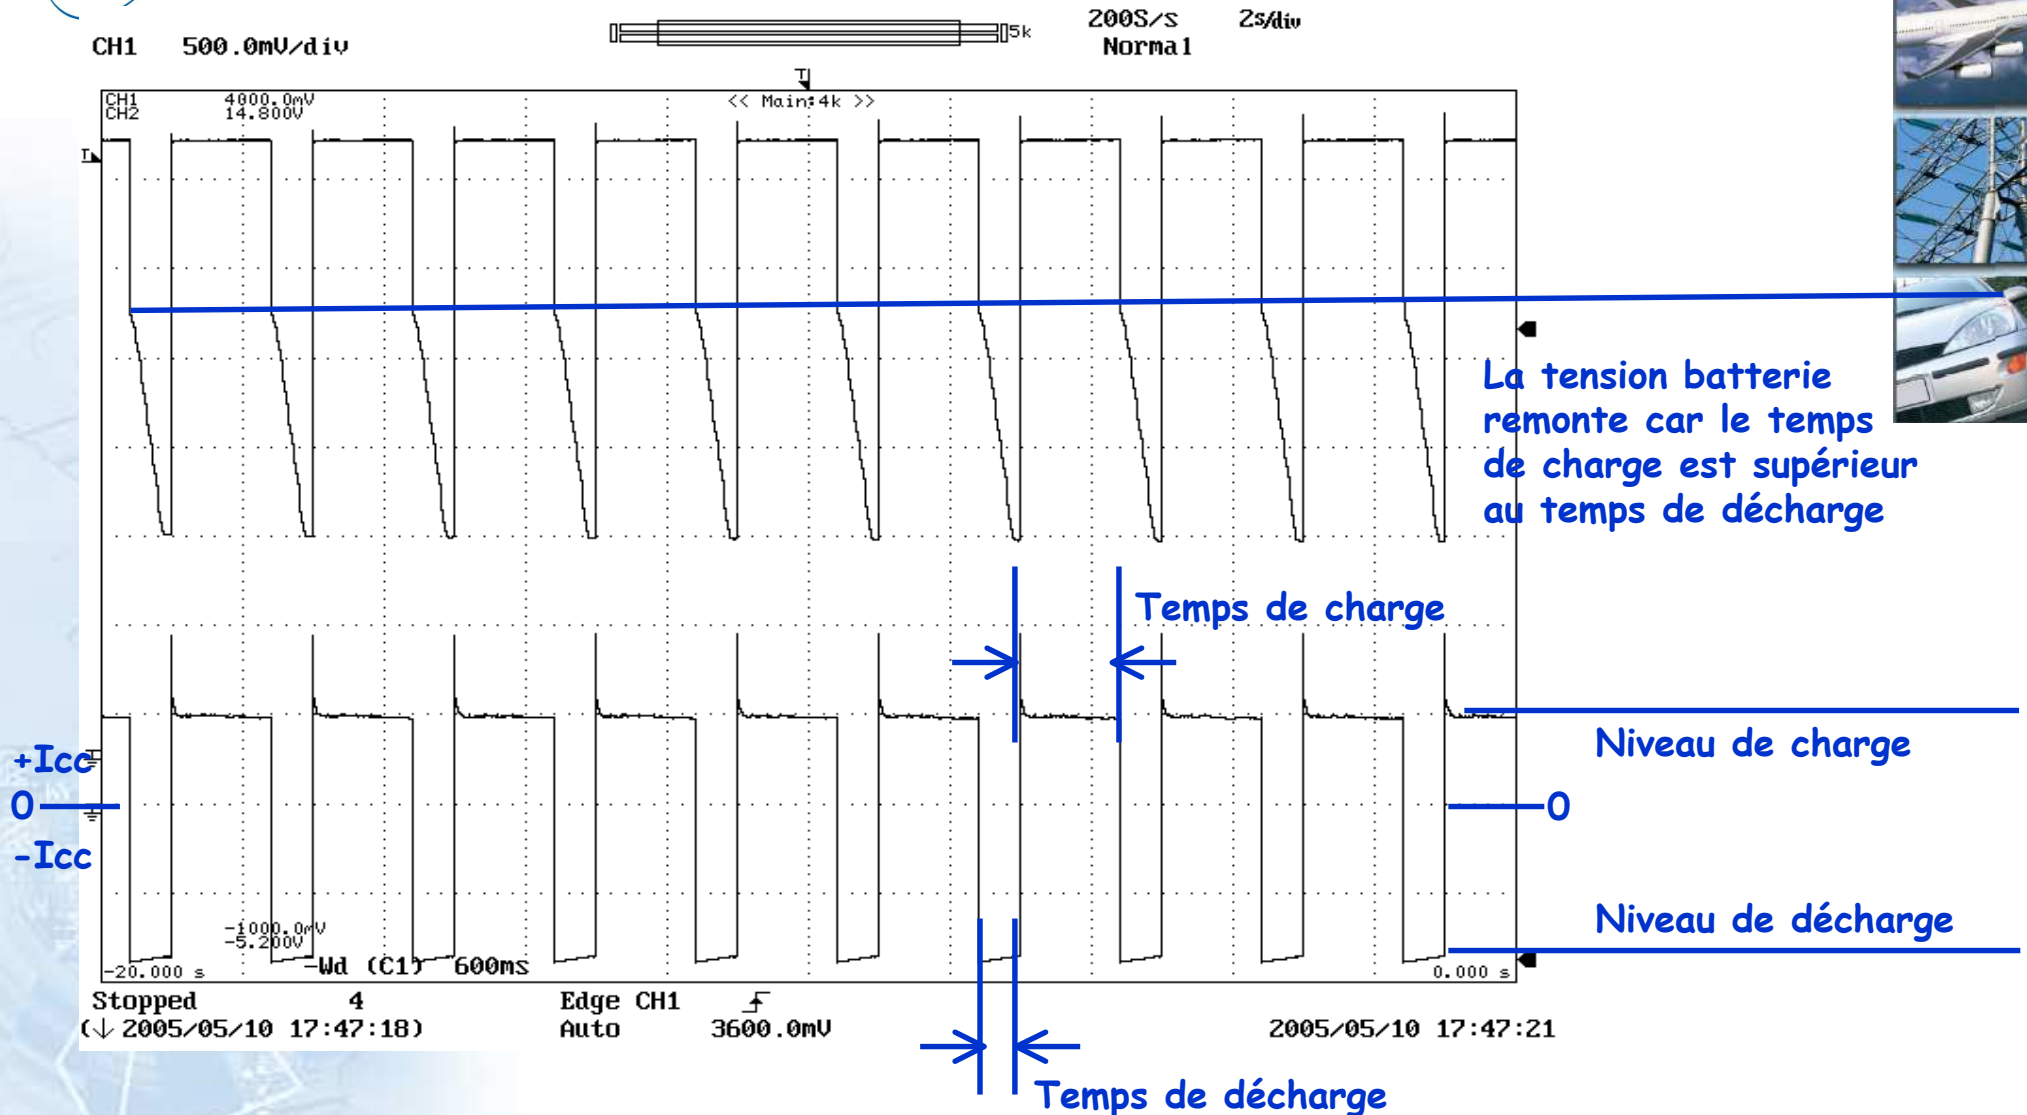 CH1 500.0mV/div
5k
200S/s 2s/div
Normal
T
CH1 4000.0mV
CH2 14.800V
<< Main:4k >>
T
La tension batterie
remonte car le temps
de charge est supérieur
au temps de décharge
Temps de charge
+Icc
Niveau de charge
0
0
-Icc
Niveau de décharge
-1000.0mV
-5.200V
-20.000 s
-Wd (C1) 600ms
0.000 s
Stopped 4
Edge CH1
(↓ 2005/05/10 17:47:18)
Auto 3600.0mV
2005/05/10 17:47:21
Temps de décharge